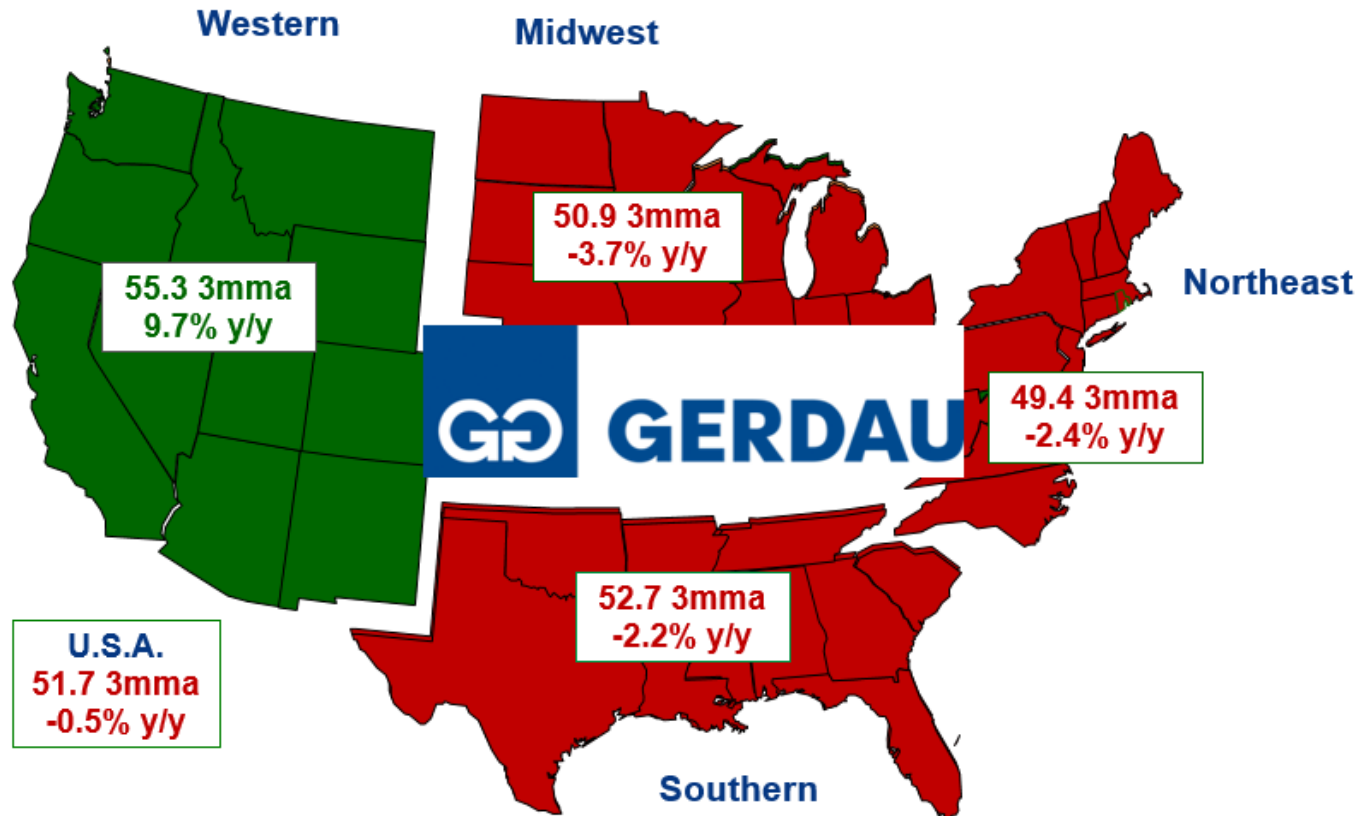 Western
Midwest
50.9 3mma
-3.7% y/y
55.3 3mma
9.7% y/y
Northeast
GG GERDAU
49.4 3mma
-2.4% y/y
52.7 3mma
-2.2% y/y
U.S.A.
51.7 3mma
-0.5% y/y
Southern